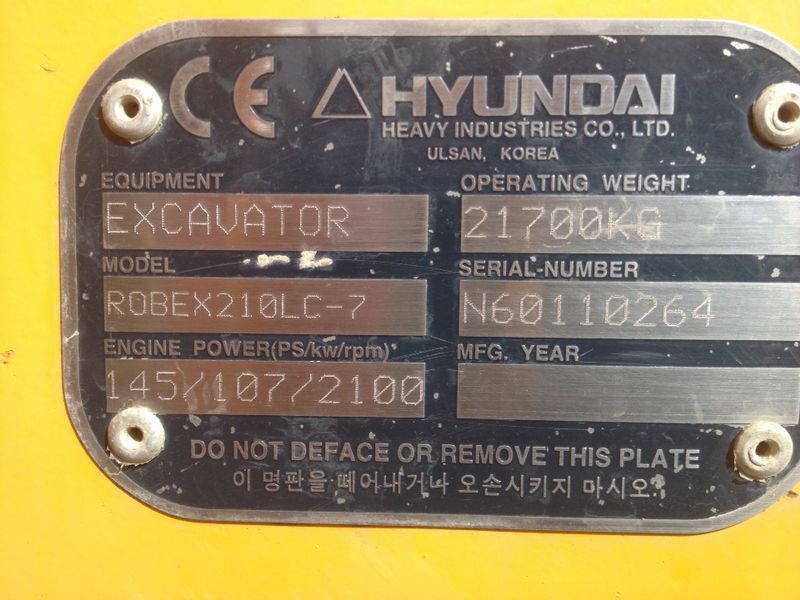 CE HYUNDAI
HEAVY INDUSTRIES CO., LTD.
ULSAN, KOREA
EQUIPMENT
EXCAVATOR
OPERATING WEIGHT
21700KG
MODEL
ROBEX210LC-7
SERIAL-NUMBER
N60110264
ENGINE POWER(PS/kw/rpm)
145/107/2100
MFG. YEAR
DO NOT DEFACE OR REMOVE THIS PLATE
이 명판을 떼어내거나 오손시키지 마시오.